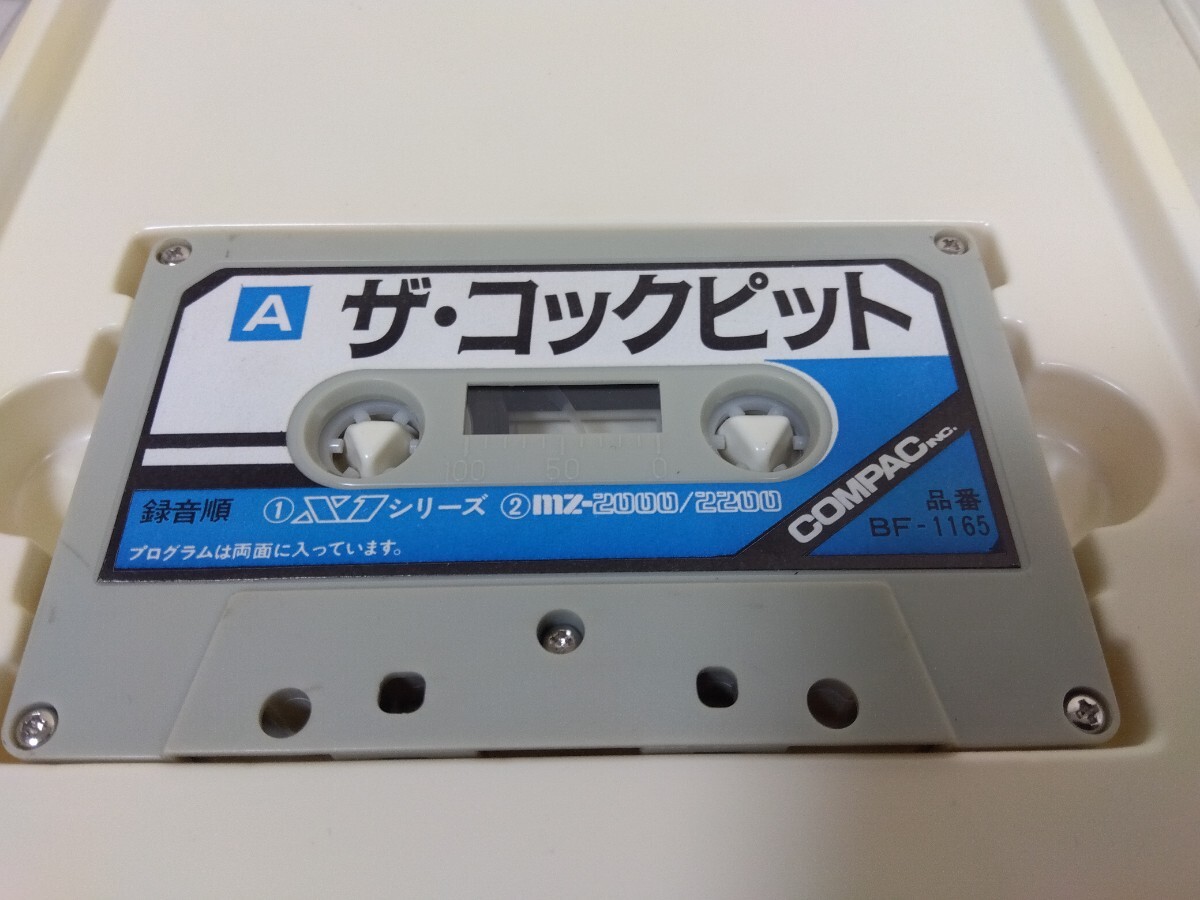 A ザ・コックピット
100 50 0
録音順 ①X1シリーズ ②mz-2000/2200
プログラムは両面に入っています。
COMPAC INC.
品番
BF-1165